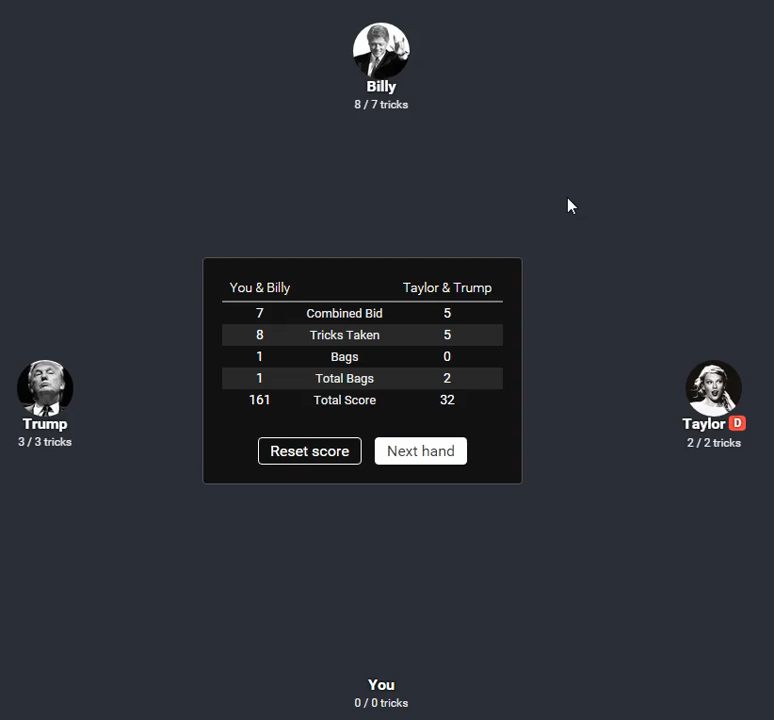 Billy
8 / 7 tricks
You & Billy Taylor & Trump
7 Combined Bid 5
8 Tricks Taken 5
1 Bags 0
1 Total Bags 2
161 Total Score 32
Trump
3 / 3 tricks
Taylor D
2 / 2 tricks
Reset score Next hand
You
0 / 0 tricks